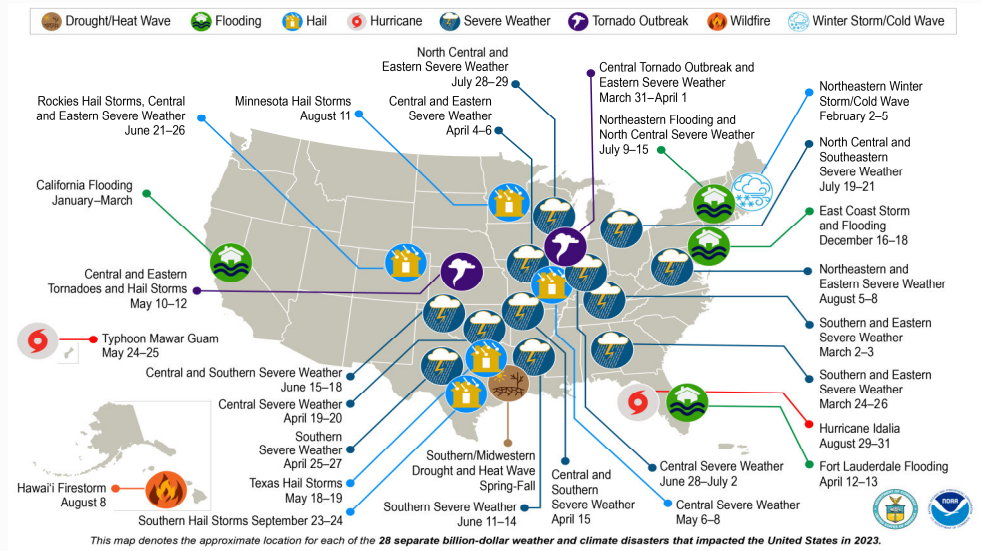 Drought/Heat Wave
Flooding
Hail
Hurricane
Severe Weather
Tornado Outbreak
Wildfire
Winter Storm/Cold Wave
North Central and
Eastern Severe Weather
July 28–29
Central Tornado Outbreak and
Eastern Severe Weather
March 31–April 1
Northeastern Winter
Storm/Cold Wave
February 2–5
Rockies Hail Storms, Central
and Eastern Severe Weather
June 21–26
Minnesota Hail Storms
August 11
Central and Eastern
Severe Weather
April 4–6
Northeastern Flooding and
North Central Severe Weather
July 9–15
North Central and
Southeastern
Severe Weather
July 19–21
California Flooding
January–March
East Coast Storm
and Flooding
December 16–18
Central and Eastern
Tornadoes and Hail Storms
May 10–12
Northeastern and
Eastern Severe Weather
August 5–8
Typhoon Mawar Guam
May 24–25
Southern and Eastern
Severe Weather
March 2–3
Central and Southern Severe Weather
June 15–18
Southern and Eastern
Severe Weather
March 24–26
Central Severe Weather
April 19–20
Hurricane Idalia
August 29–31
Southern
Severe Weather
April 25–27
Southern/Midwestern
Drought and Heat Wave
Spring-Fall
Central Severe Weather
June 28–July 2
Fort Lauderdale Flooding
April 12–13
Texas Hail Storms
May 18–19
Central and
Southern
Severe Weather
April 15
Hawai‘i Firestorm
August 8
Southern Severe Weather
June 11–14
Central Severe Weather
May 6–8
Southern Hail Storms September 23–24
NOAA
This map denotes the approximate location for each of the 28 separate billion-dollar weather and climate disasters that impacted the United States in 2023.